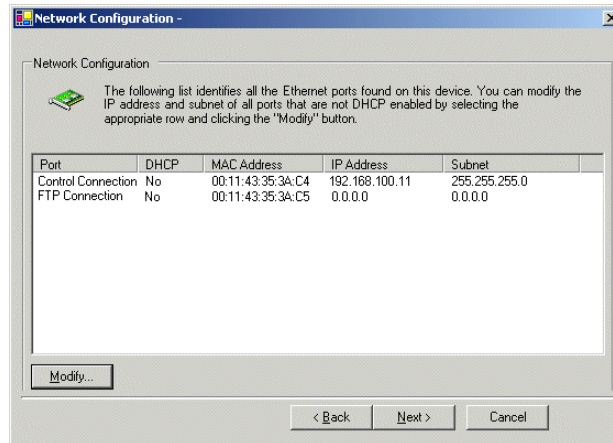 Network Configuration -
Network Configuration
The following list identifies all the Ethernet ports found on this device. You can modify the
IP address and subnet of all ports that are not DHCP enabled by selecting the
appropriate row and clicking the "Modify" button.
Port DHCP MAC Address IP Address Subnet
Control Connection No 00:11:43:35:3A:C4 192.168.100.11 255.255.255.0
FTP Connection No 00:11:43:35:3A:C5 0.0.0.0 0.0.0.0
Modify...
< Back Next > Cancel